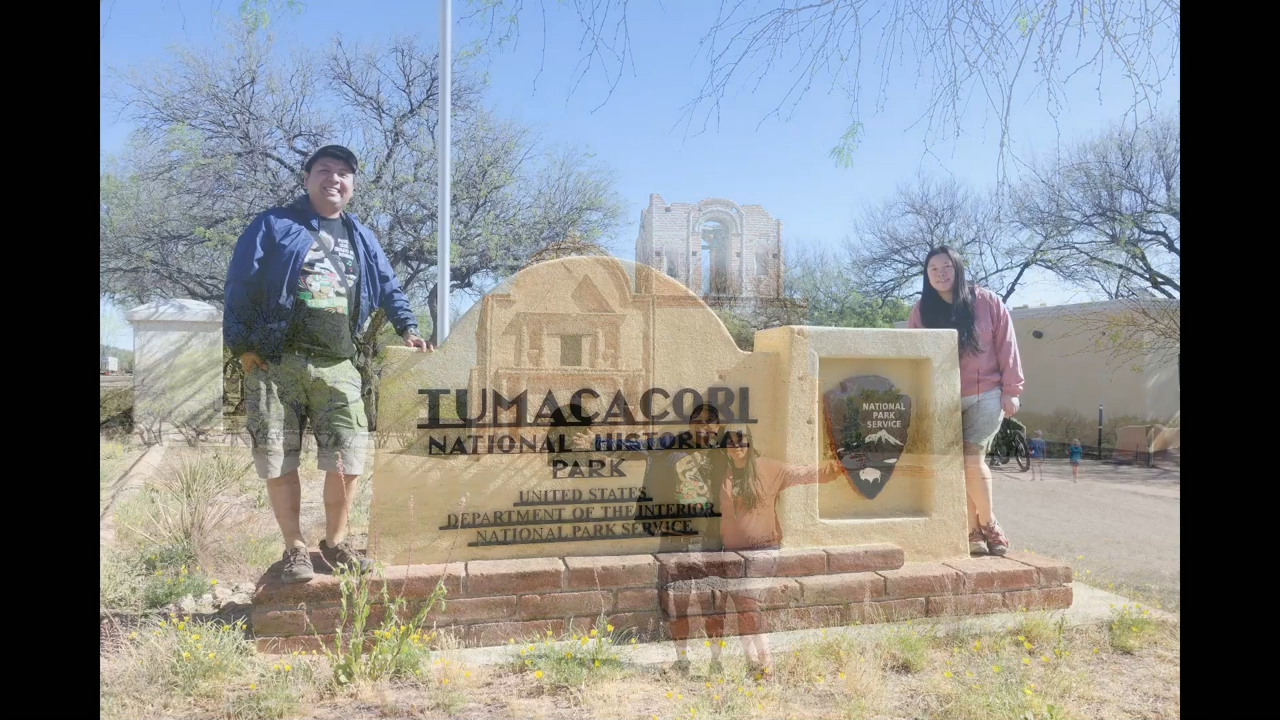 TUMACACORI
NATIONAL HISTORICAL
PARK
UNITED STATES
DEPARTMENT OF THE INTERIOR
NATIONAL PARK SERVICE
NATIONAL
PARK
SERVICE